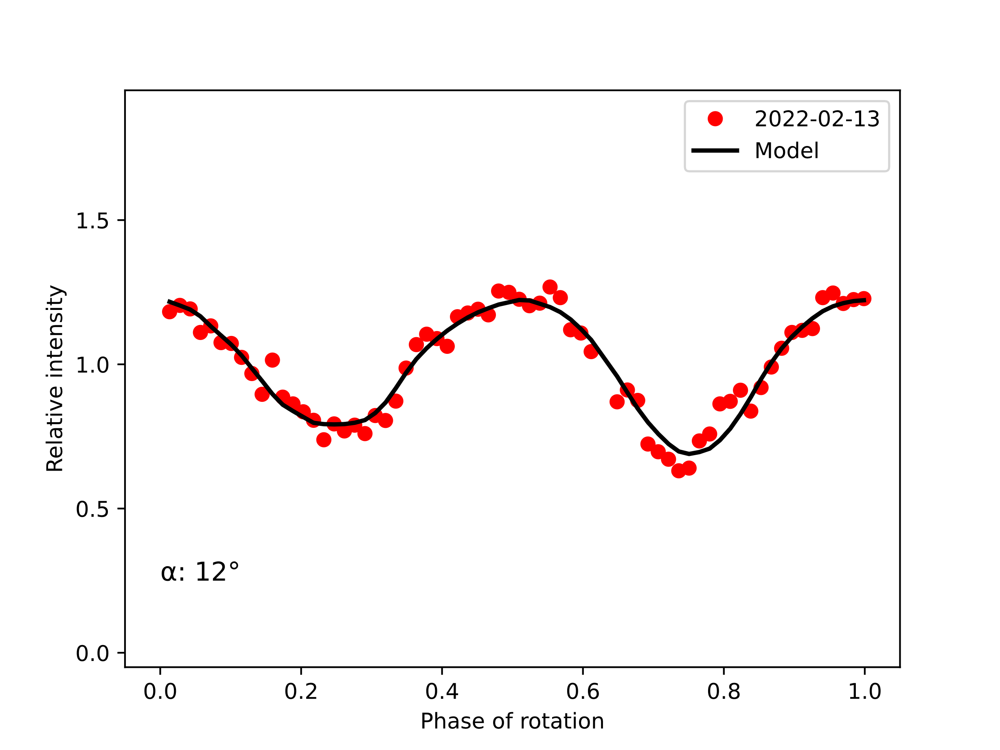 2022-02-13
Model
1.5
1.0
0.5
0.0
Relative intensity
α: 12°
0.0 0.2 0.4 0.6 0.8 1.0
Phase of rotation